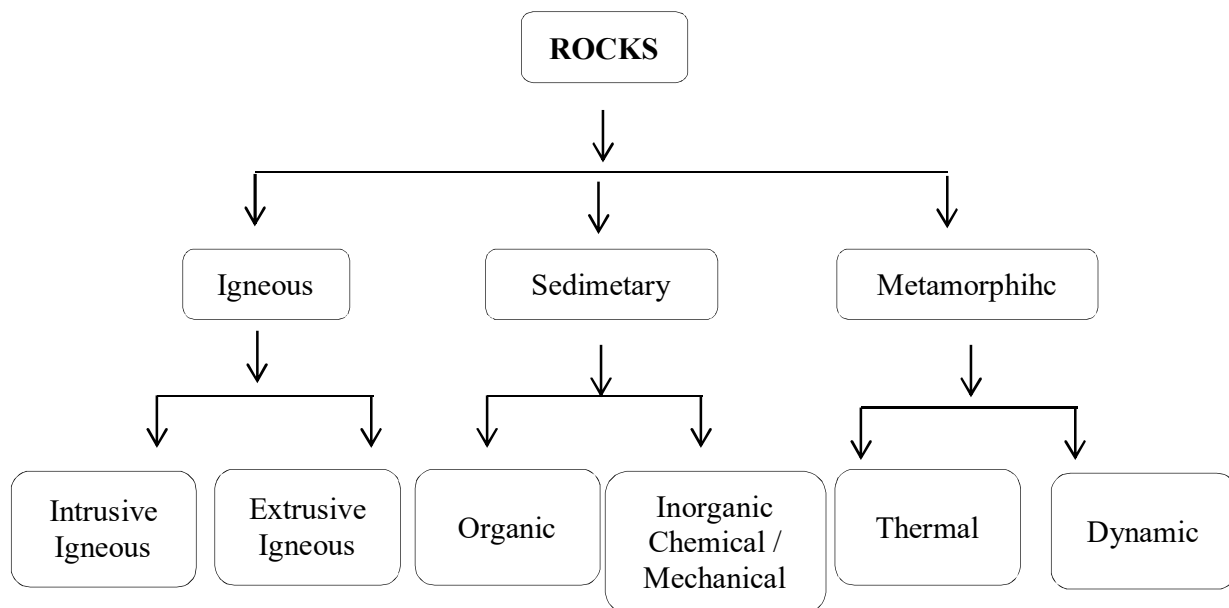 ROCKS
Igneous
Sedimetary
Metamorphihc
Intrusive
Igneous
Extrusive
Igneous
Organic
Inorganic
Chemical /
Mechanical
Thermal
Dynamic